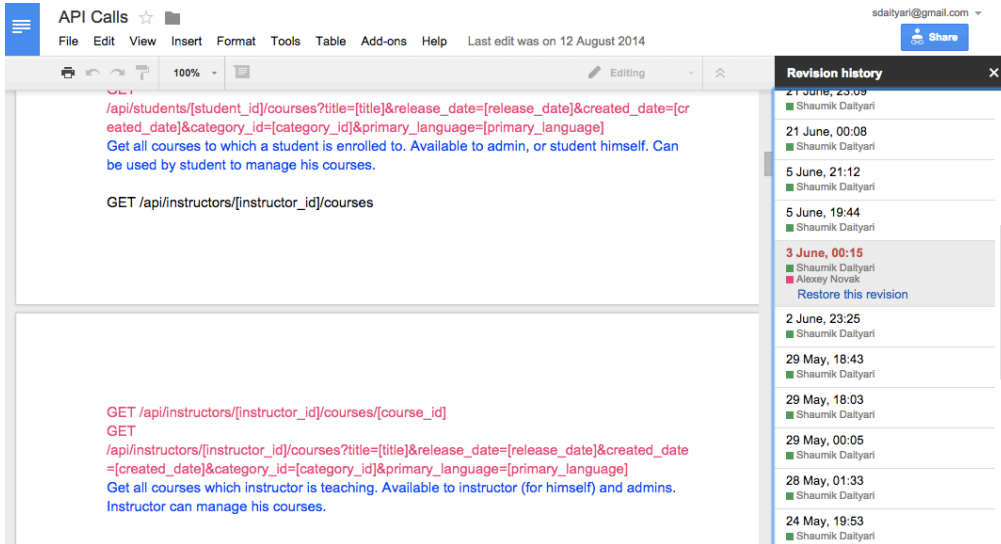 API Calls
sdaityari@gmail.com
File Edit View Insert Format Tools Table Add-ons Help Last edit was on 12 August 2014
Share
100%
Editing
GET
/api/students/[student_id]/courses?title=[title]&release_date=[release_date]&created_date=[cr
eated_date]&category_id=[category_id]&primary_language=[primary_language]
Get all courses to which a student is enrolled to. Available to admin, or student himself. Can
be used by student to manage his courses.
GET /api/instructors/[instructor_id]/courses
GET /api/instructors/[instructor_id]/courses/[course_id]
GET
/api/instructors/[instructor_id]/courses?title=[title]&release_date=[release_date]&created_date
=[created_date]&category_id=[category_id]&primary_language=[primary_language]
Get all courses which instructor is teaching. Available to instructor (for himself) and admins.
Instructor can manage his courses.
Revision history
21 June, 23:09
Shaumik Daityari
21 June, 00:08
Shaumik Daityari
5 June, 21:12
Shaumik Daityari
5 June, 19:44
Shaumik Daityari
3 June, 00:15
Shaumik Daityari
Alexey Novak
Restore this revision
2 June, 23:25
Shaumik Daityari
29 May, 18:43
Shaumik Daityari
29 May, 18:03
Shaumik Daityari
29 May, 00:05
Shaumik Daityari
28 May, 01:33
Shaumik Daityari
24 May, 19:53
Shaumik Daityari